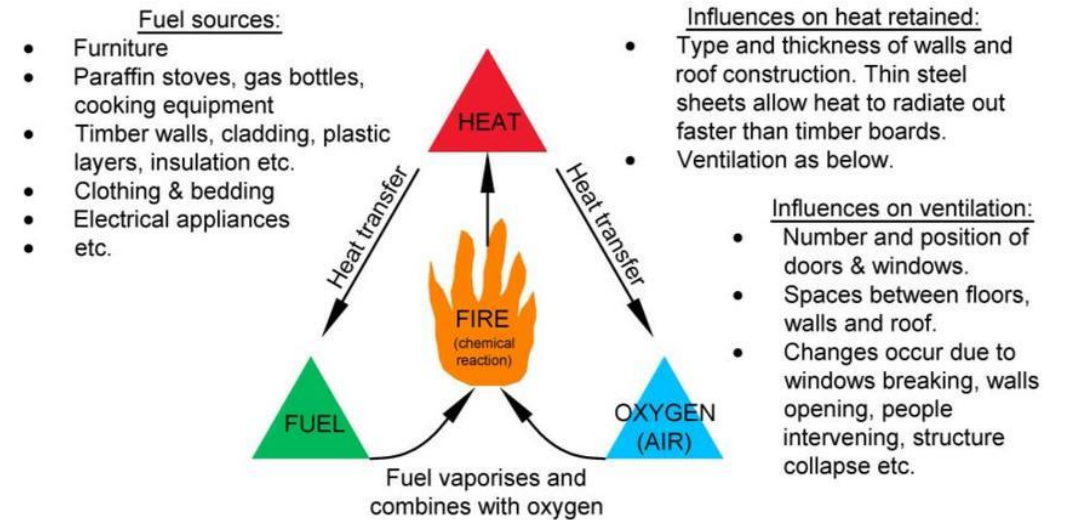 Fuel sources:
• Furniture
• Paraffin stoves, gas bottles,
cooking equipment
• Timber walls, cladding, plastic
layers, insulation etc.
• Clothing & bedding
• Electrical appliances
• etc.
Influences on heat retained:
• Type and thickness of walls and
roof construction. Thin steel
sheets allow heat to radiate out
faster than timber boards.
• Ventilation as below.
Influences on ventilation:
• Number and position of
doors & windows.
• Spaces between floors,
walls and roof.
• Changes occur due to
windows breaking, walls
opening, people
intervening, structure
collapse etc.
HEAT
Heat transfer
Heat transfer
FIRE
(chemical
reaction)
FUEL
OXYGEN
(AIR)
Fuel vaporises and
combines with oxygen